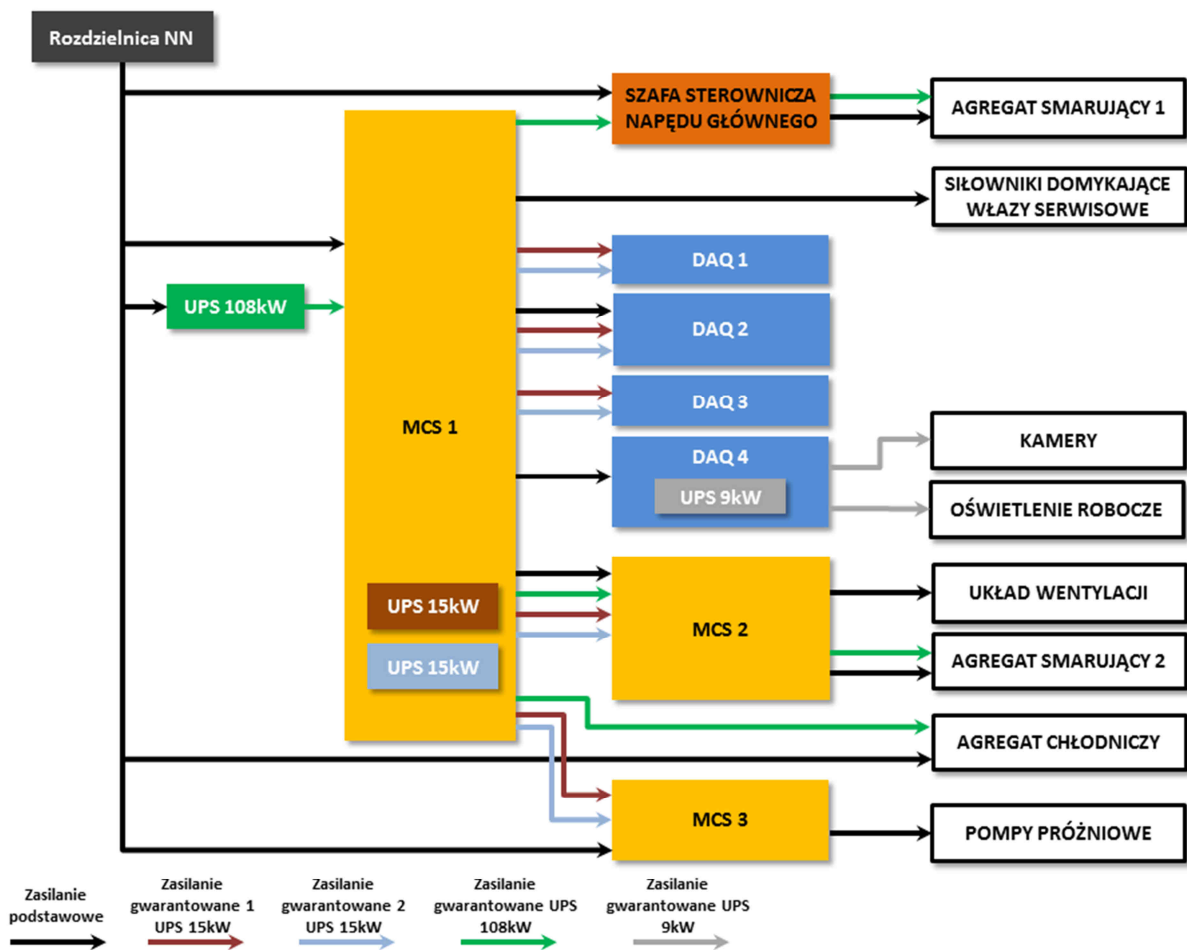 Rozdzielnica NN
SZAFA STEROWNICZA
NAPĘDU GŁÓWNEGO
AGREGAT SMARUJĄCY 1
SIŁOWNIKI DOMYKAJĄCE
WŁAZY SERWISOWE
UPS 108kW
MCS 1
DAQ 1
DAQ 2
DAQ 3
DAQ 4
UPS 9kW
KAMERY
OŚWIETLENIE ROBOCZE
UPS 15kW
UPS 15kW
MCS 2
UKŁAD WENTYLACJI
AGREGAT SMARUJĄCY 2
AGREGAT CHŁODNICZY
MCS 3
POMPY PRÓŻNIOWE
Zasilanie
podstawowe
Zasilanie
gwarantowane 1
UPS 15kW
Zasilanie
gwarantowane 2
UPS 15kW
Zasilanie
gwarantowane UPS
108kW
Zasilanie
gwarantowane UPS
9kW